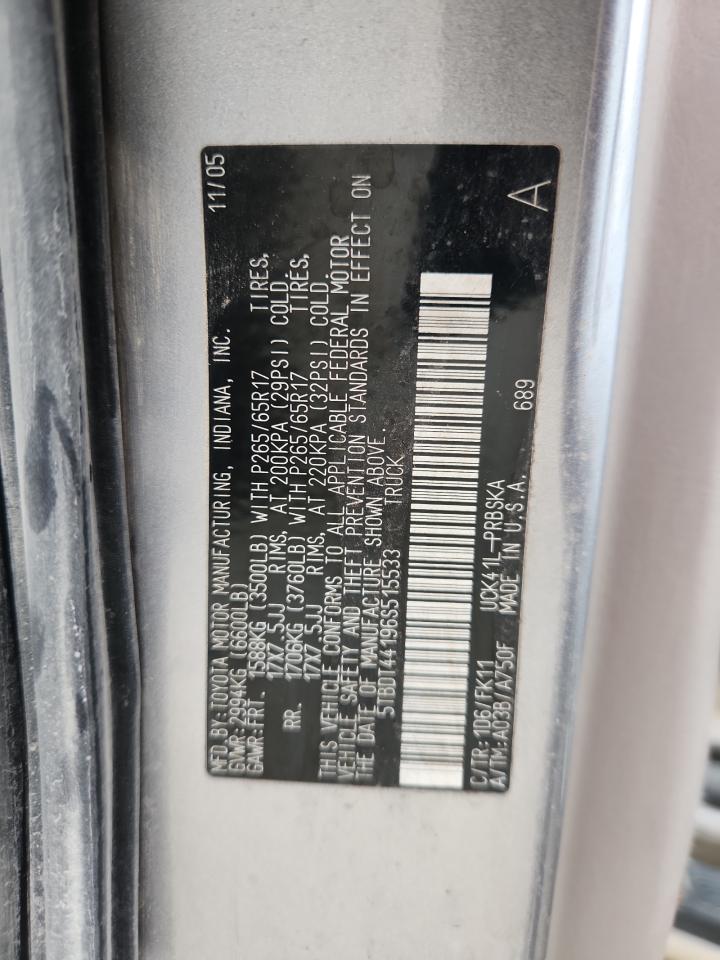 MFD.BY:TOYOTA MOTOR MANUFACTURING, INDIANA, INC. 11/05
GVWR:2994KG (6600LB)
GAWR:FRT. 1588KG (3500LB) WITH P265/65R17 TIRES,
17X7.5JJ RIMS, AT 200KPA (29PSI) COLD.
RR. 1706KG (3760LB) WITH P265/65R17 TIRES,
17X7.5JJ RIMS, AT 220KPA (32PSI) COLD.
THIS VEHICLE CONFORMS TO ALL APPLICABLE FEDERAL MOTOR
VEHICLE SAFETY AND THEFT PREVENTION STANDARDS IN EFFECT ON
THE DATE OF MANUFACTURE SHOWN ABOVE.
5TBDT44196S515533 TRUCK
C/TR:1D6/FK11 UCK41L-PRBSKA
A/TM:A03B/A750F MADE IN U.S.A. 689
A